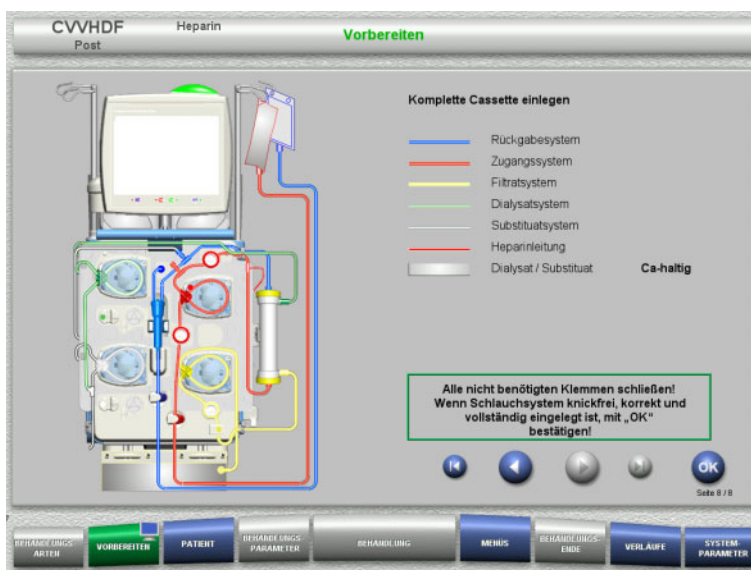 CVVHDF
Post
Heparin
Vorbereiten
Komplette Cassette einlegen
Rückgabesystem
Zugangssystem
Filtratsystem
Dialysatsystem
Substituatsystem
Heparinleitung
Dialysat / Substituat Ca-haltig
Alle nicht benötigten Klemmen schließen!
Wenn Schlauchsystem knickfrei, korrekt und
vollständig eingelegt ist, mit „OK“
bestätigen!
OK
Seite 8 / 8
BEHANDLUNGS-
ARTEN
VORBEREITEN
PATIENT
BEHANDLUNGS-
PARAMETER
BEHANDLUNG
MENÜS
BEHANDLUNGS-
ENDE
VERLÄUFE
SYSTEM-
PARAMETER